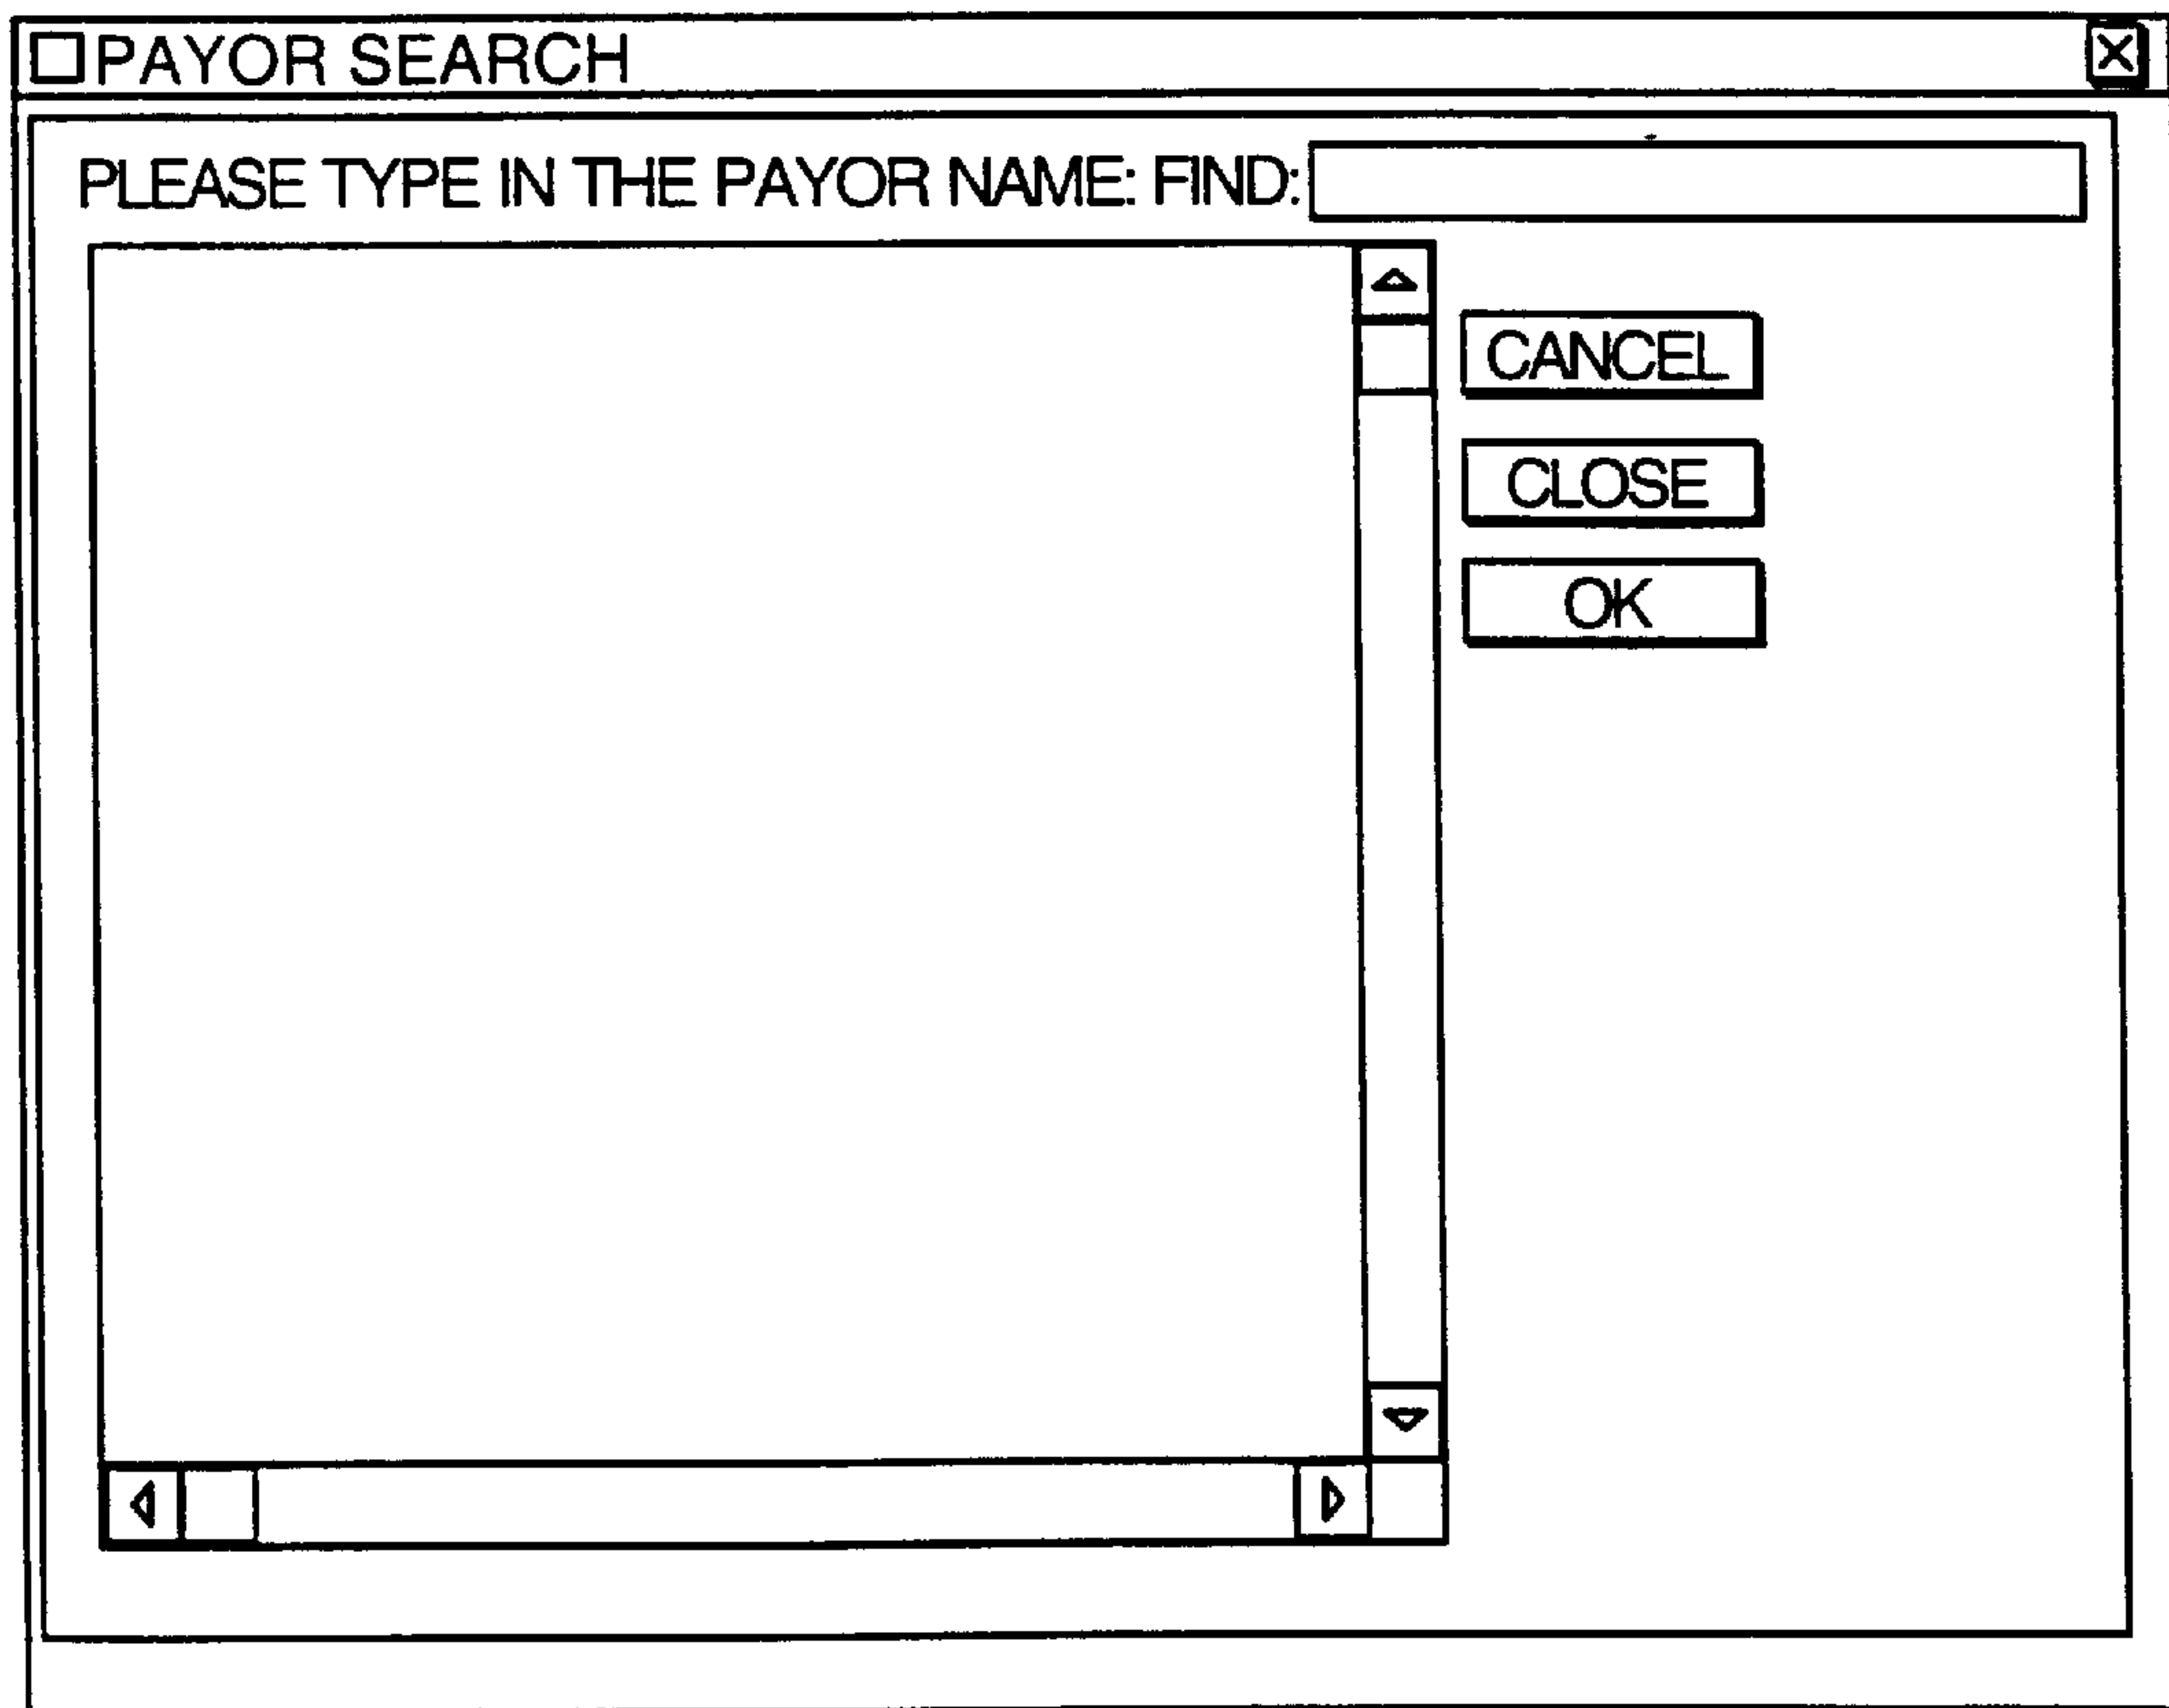 PAYOR SEARCH
PLEASE TYPE IN THE PAYOR NAME: FIND:
CANCEL
CLOSE
OK